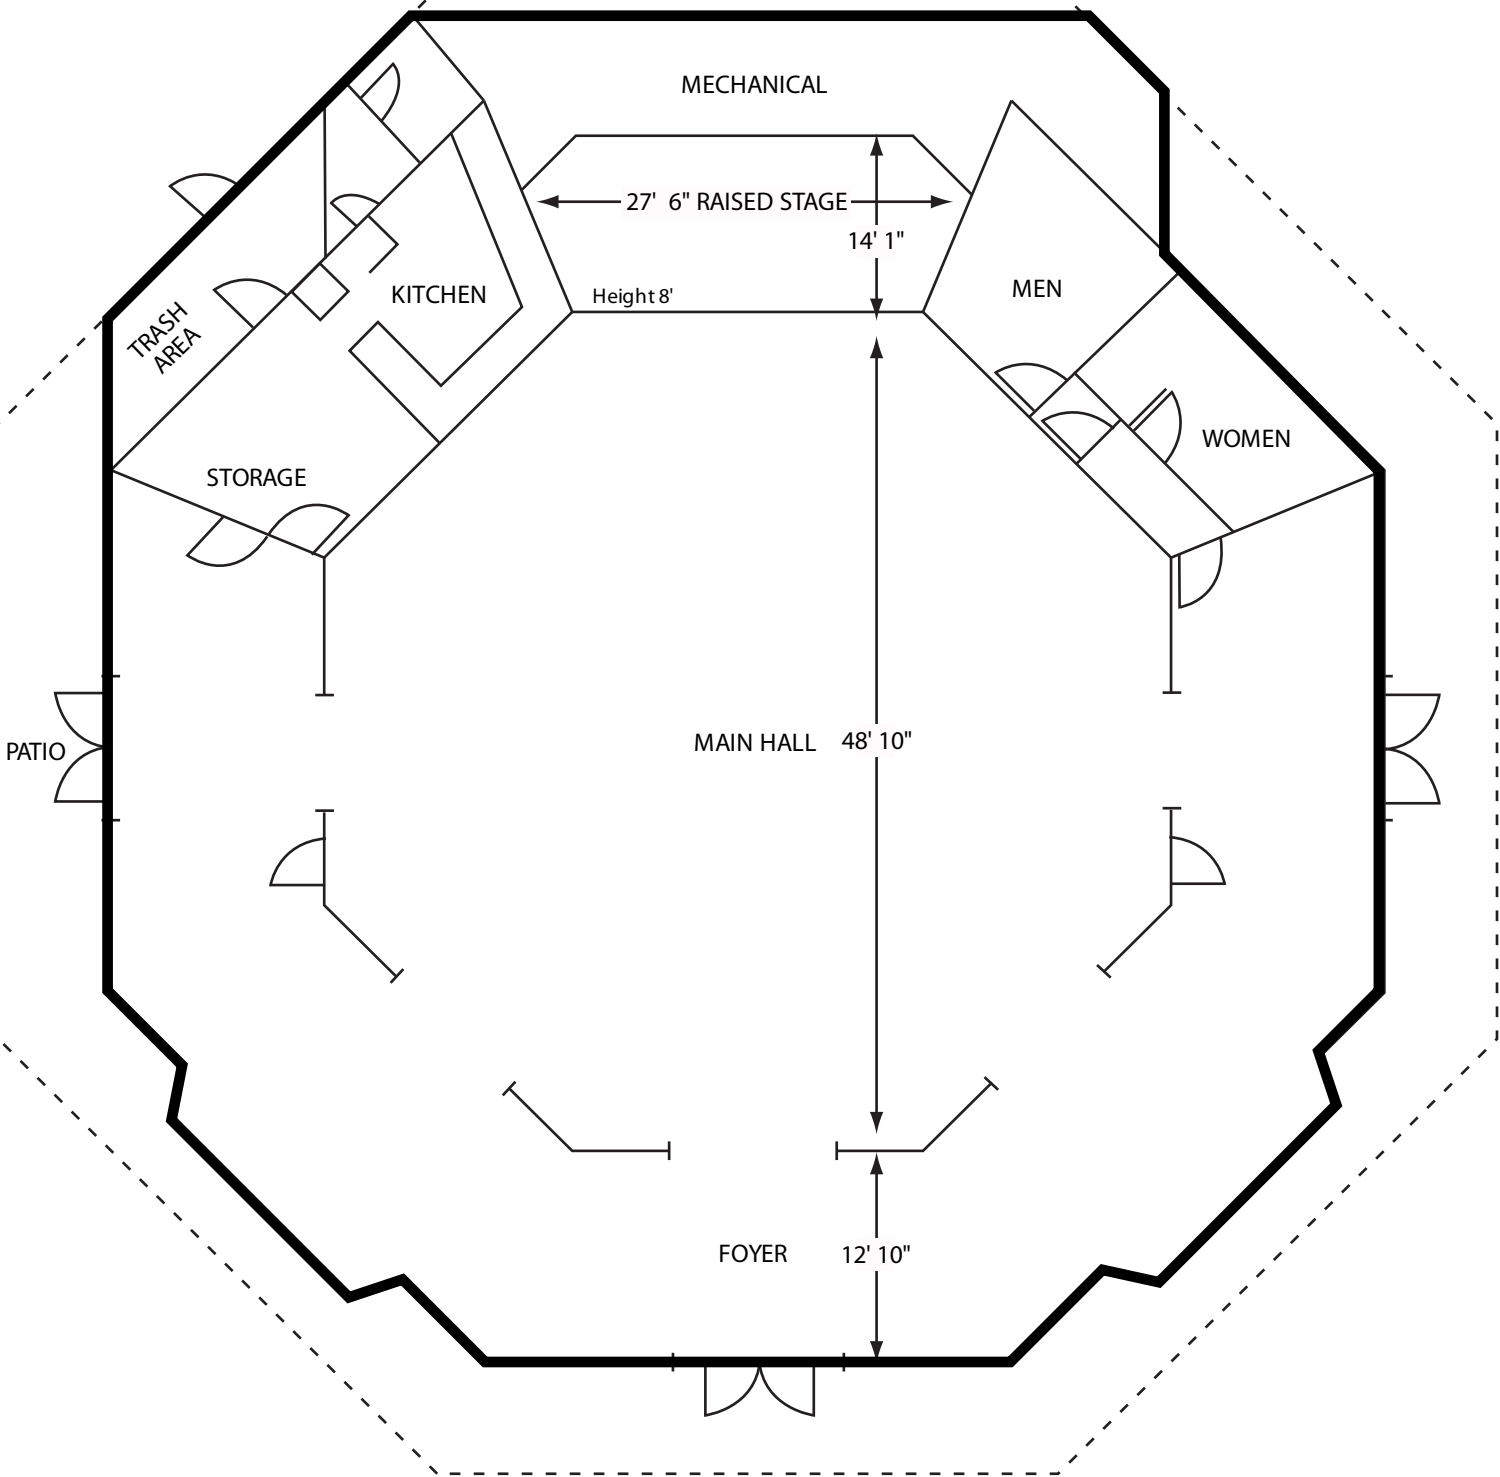 MECHANICAL
27'  6" RAISED STAGE
14' 1"
Height 8'
KITCHEN
MEN
TRASH
AREA
WOMEN
STORAGE
PATIO
MAIN HALL
48' 10"
FOYER
12' 10"